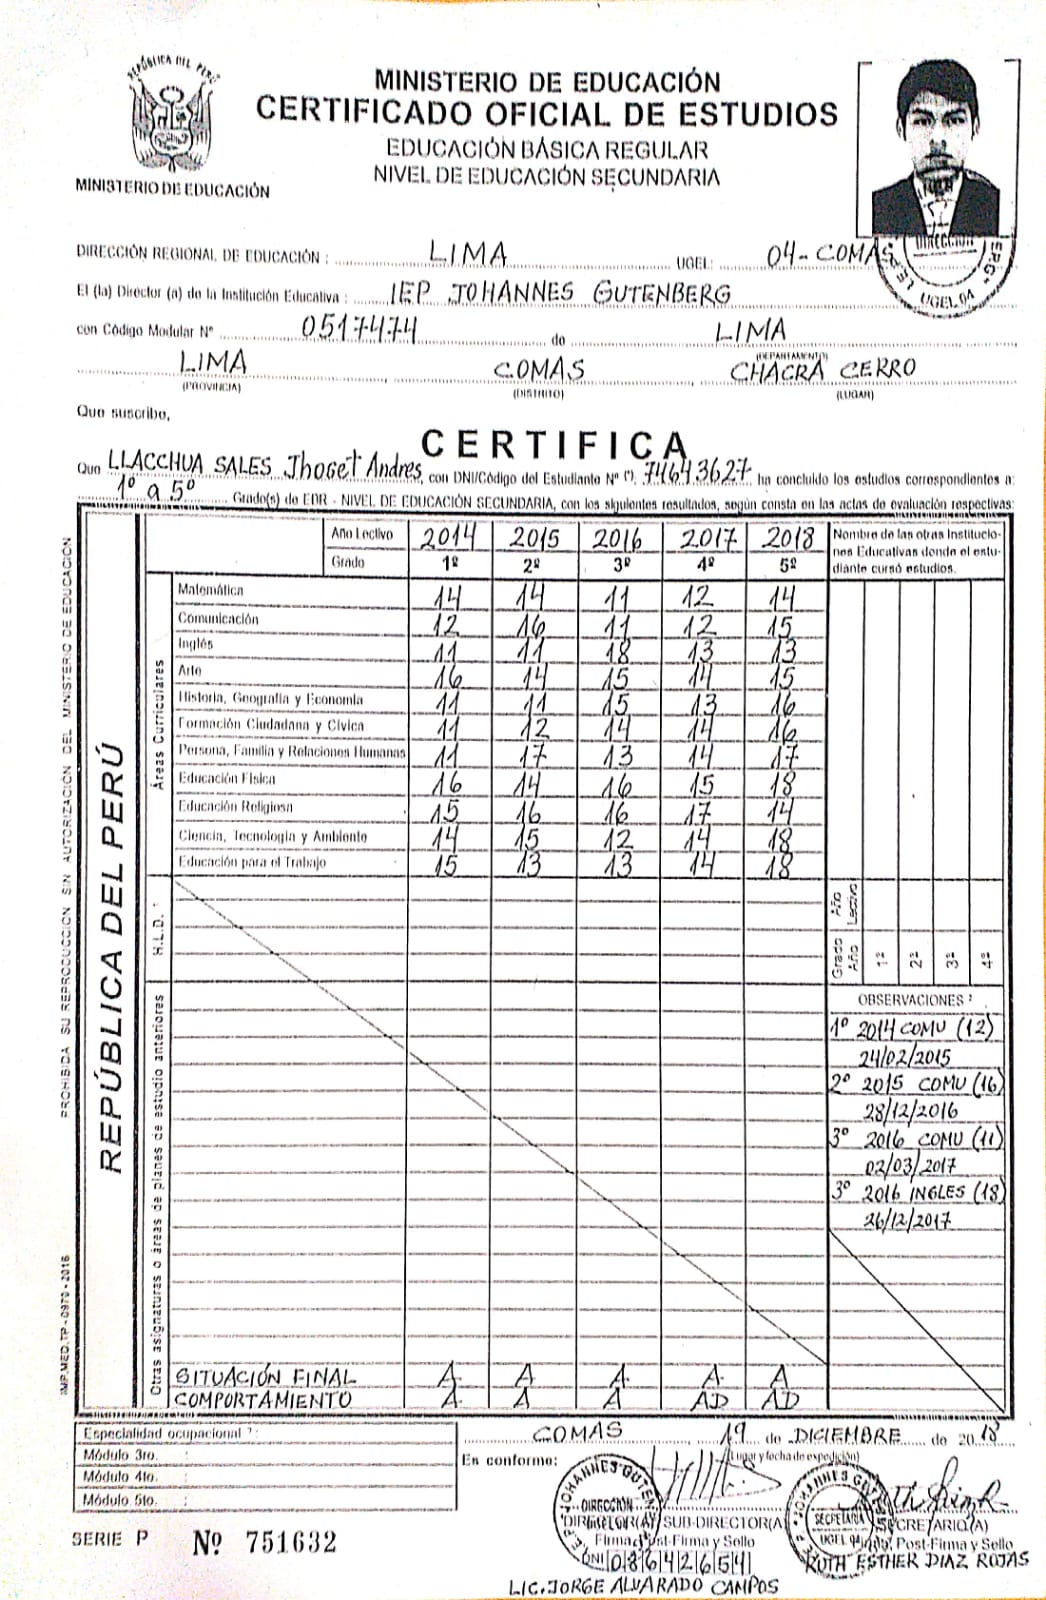 REPÚBLICA DEL PERÚ
MINISTERIO DE EDUCACIÓN
MINISTERIO DE EDUCACIÓN
CERTIFICADO OFICIAL DE ESTUDIOS
EDUCACIÓN BÁSICA REGULAR
NIVEL DE EDUCACIÓN SECUNDARIA
DIRECCIÓN REGIONAL DE EDUCACIÓN : LIMA UGEL: 04-COMAS
DIRECCION
UGEL 04
El (la) Director (a) de la Institución Educativa : IEP JOHANNES GUTENBERG
con Código Modular Nº 0517474 de LIMA
(DEPARTAMENTO)
LIMA, COMAS, CHACRA CERRO
(PROVINCIA) (DISTRITO) (LUGAR)
Que suscribe,
CERTIFICA
Que LLACCHUA SALES Jhoset Andres, con DNI/Código del Estudiante Nº (*) 74643627 ha concluido los estudios correspondientes a:
1º a 5º Grado(s) de EBR - NIVEL DE EDUCACIÓN SECUNDARIA, con los siguientes resultados, según consta en las actas de evaluación respectivas:
PROHIBIDA SU REPRODUCCIÓN SIN AUTORIZACIÓN DEL MINISTERIO DE EDUCACIÓN
IMP.MED.TP - 0970 - 2016
REPÚBLICA DEL PERÚ
Año Lectivo 2014 2015 2016 2017 2018
Grado 1º 2º 3º 4º 5º
Nombre de las otras Institucio-
nes Educativas donde el estu-
diante cursó estudios.
Áreas Curriculares
Matemática 14 14 11 12 14
Comunicación 12 16 11 12 15
Inglés 11 11 18 13 13
Arte 16 14 15 14 15
Historia, Geografía y Economía 11 11 15 13 16
Formación Ciudadana y Cívica 11 12 14 14 16
Persona, Familia y Relaciones Humanas 11 17 13 14 17
Educación Física 16 14 16 15 18
Educación Religiosa 15 16 16 17 14
Ciencia, Tecnología y Ambiente 14 15 12 14 18
Educación para el Trabajo 15 13 13 14 18
H.L.D.
Año Lectivo
Grado Año 1º 2º 3º 4º
Otras asignaturas o áreas de planes de estudio anteriores
OBSERVACIONES ²
1º 2014 COMU (12)
24/02/2015
2º 2015 COMU (16)
28/12/2016
3º 2016 COMU (11)
02/03/2017
3º 2016 INGLES (18)
26/12/2017
SITUACIÓN FINAL A A A A A
COMPORTAMIENTO A A A AD AD
Especialidad ocupacional ³ :
Módulo 3ro. :
Módulo 4to. :
Módulo 5to. :
COMAS, 19 de DICIEMBRE de 2018
(Lugar y fecha de expedición)
En conforme:
JOHANNES GUTEN
DIRECCIÓN
DIRECTOR(A) SUB-DIRECTOR(A)
Firma, Post-Firma y Sello
DNI 08642654
LIC. JORGE ALVARADO CAMPOS
SECRETARIA
UGEL 04
SECRETARIO(A)
Firma, Post-Firma y Sello
RUTH ESTHER DIAZ ROJAS
SERIE P Nº 751632